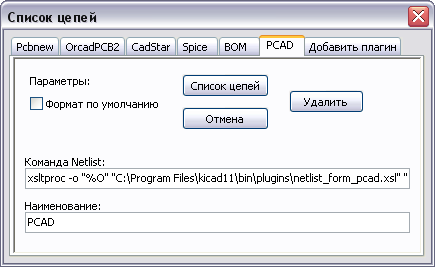 Список цепей
Pcbnew OrcadPCB2 CadStar Spice BOM PCAD Добавить плагин
Параметры:
Формат по умолчанию
Список цепей
Отмена
Удалить
Команда Netlist:
xsltproc -o "%O" "C:\Program Files\kicad11\bin\plugins\netlist_form_pcad.xsl" "
Наименование:
PCAD